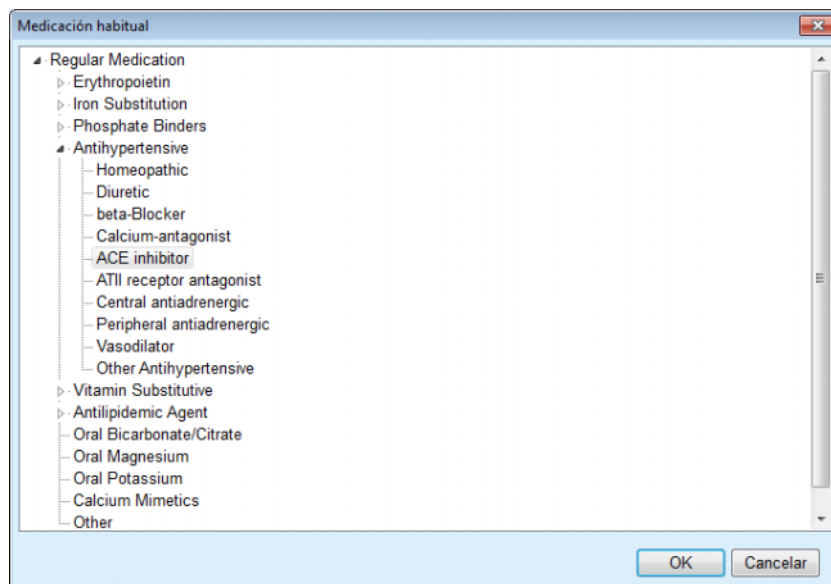 Medicación habitual
Regular Medication
Erythropoietin
Iron Substitution
Phosphate Binders
Antihypertensive
Homeopathic
Diuretic
beta-Blocker
Calcium-antagonist
ACE inhibitor
ATII receptor antagonist
Central antiadrenergic
Peripheral antiadrenergic
Vasodilator
Other Antihypertensive
Vitamin Substitutive
Antilipidemic Agent
Oral Bicarbonate/Citrate
Oral Magnesium
Oral Potassium
Calcium Mimetics
Other
OK Cancelar